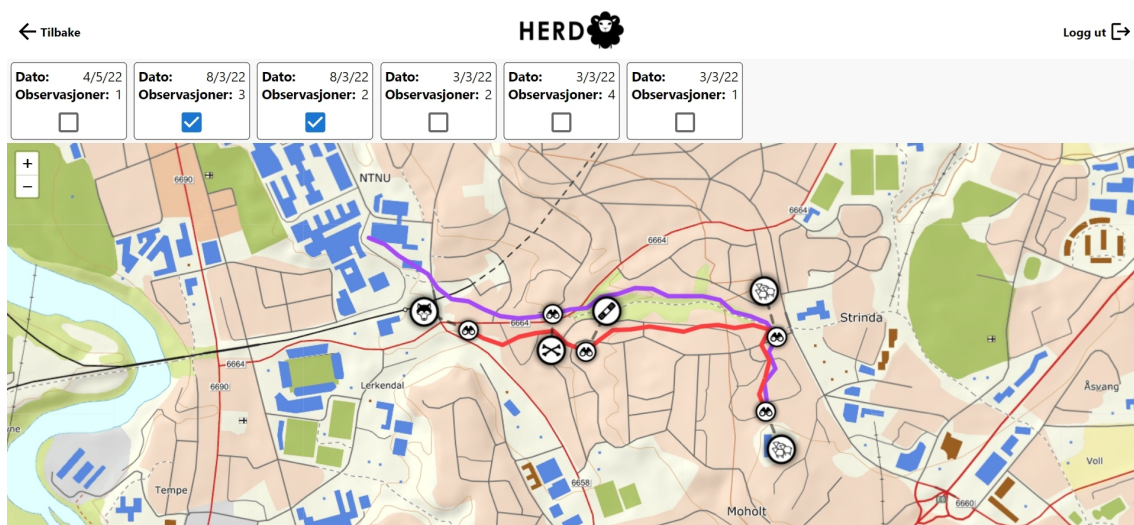 Tilbake
HERD
Logg ut
Dato: 4/5/22
Observasjoner: 1
Dato: 8/3/22
Observasjoner: 3
Dato: 8/3/22
Observasjoner: 2
Dato: 3/3/22
Observasjoner: 2
Dato: 3/3/22
Observasjoner: 4
Dato: 3/3/22
Observasjoner: 1
+
−
NTNU
6690
6664
6664
6664
Strinda
6664
6690
Lerkendal
Åsvang
ne
Voll
Tempe
6658
6660
Moholt